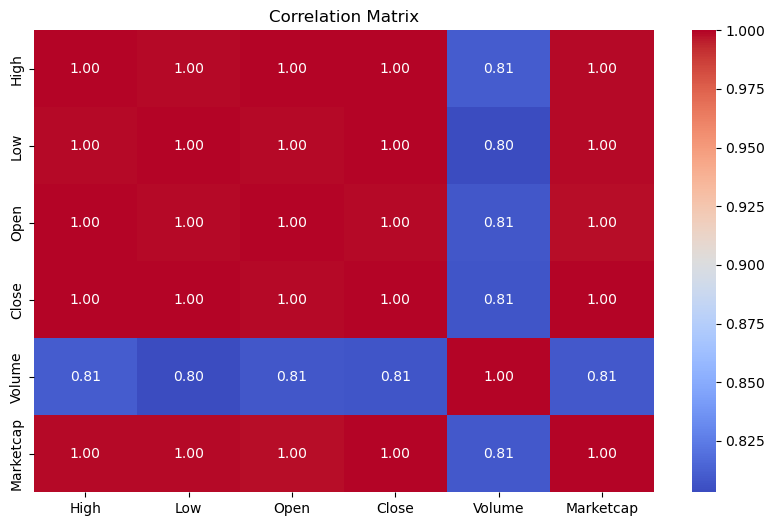 Correlation Matrix
High 1.00 1.00 1.00 1.00 0.81 1.00
Low 1.00 1.00 1.00 1.00 0.80 1.00
Open 1.00 1.00 1.00 1.00 0.81 1.00
Close 1.00 1.00 1.00 1.00 0.81 1.00
Volume 0.81 0.80 0.81 0.81 1.00 0.81
Marketcap 1.00 1.00 1.00 1.00 0.81 1.00
High Low Open Close Volume Marketcap
1.000
0.975
0.950
0.925
0.900
0.875
0.850
0.825